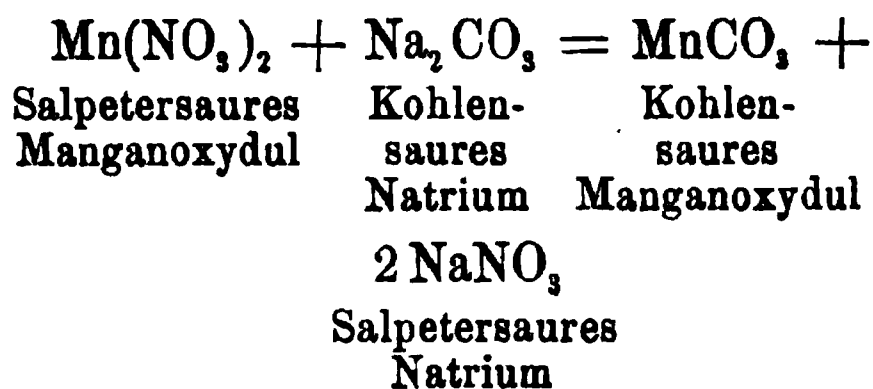 Mn(NO₃)₂ + Na₂CO₃ = MnCO₃ +
Salpetersaures Kohlen- Kohlen-
Manganoxydul saures saures
Natrium Manganoxydul
2 NaNO₃
Salpetersaures
Natrium